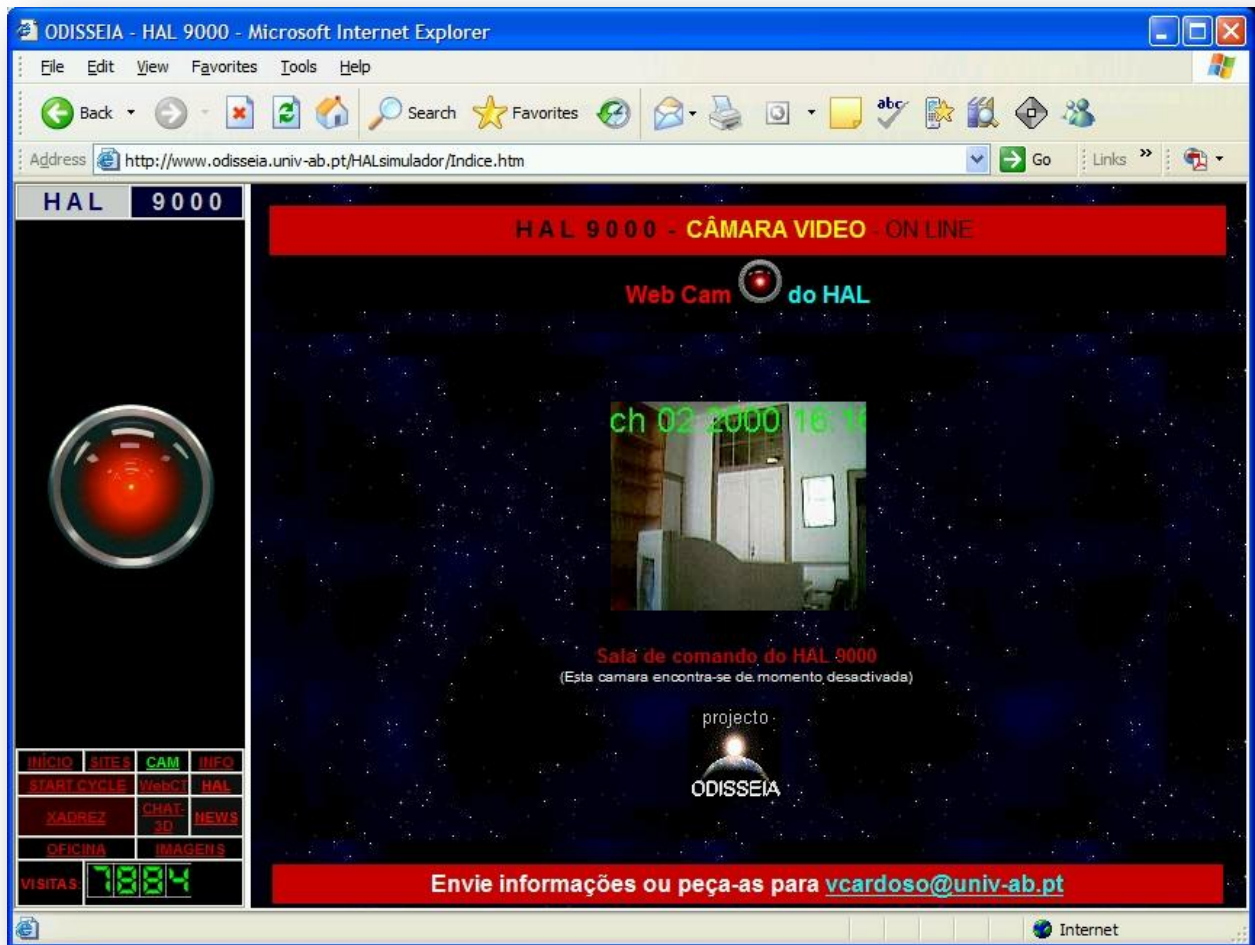 ODISSEIA - HAL 9000 - Microsoft Internet Explorer
File Edit View Favorites Tools Help
Back Search Favorites
Address http://www.odisseia.univ-ab.pt/HALsimulador/Indice.htm Go Links »
HAL 9000
HAL 9000 - CÂMARA VIDEO - ON LINE
Web Cam do HAL
ch 02 2000 16:16
Sala de comando do HAL 9000
(Esta camara encontra-se de momento desactivada)
projecto
ODISSEIA
INÍCIO SITES CAM INFO
START CYCLE WebCT HAL
XADREZ CHAT-3D NEWS
OFICINA IMAGENS
VISITAS: 7884
Envie informações ou peça-as para vcardoso@univ-ab.pt
Internet